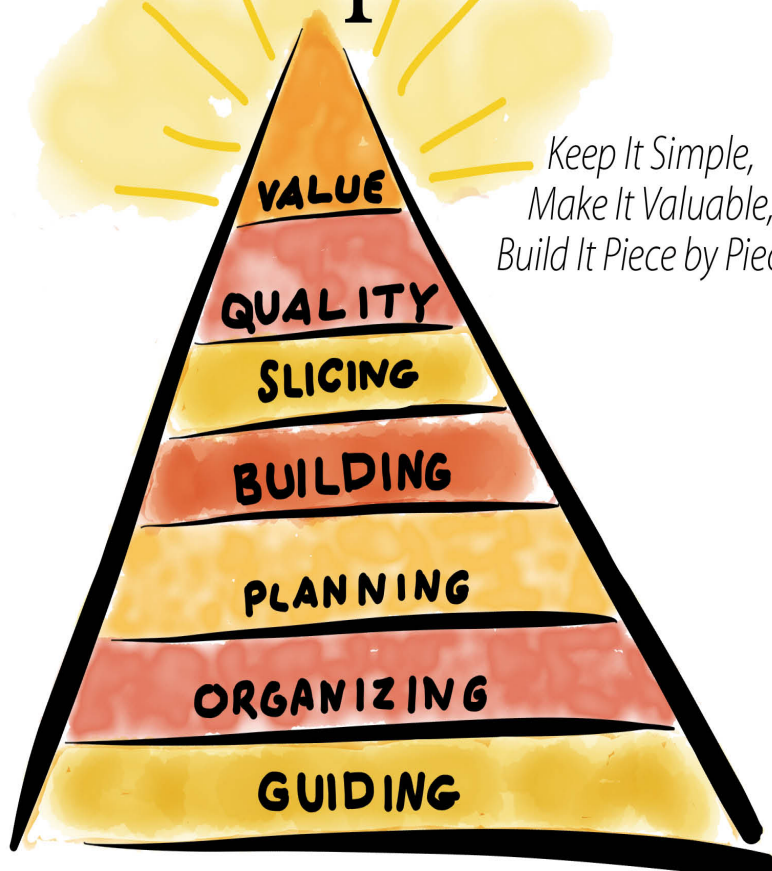 Keep It Simple,
Make It Valuable,
Build It Piece by
VALUE
QUALITY
SLICING
BUILDING
PLANNING
ORGANIZING
GUIDING